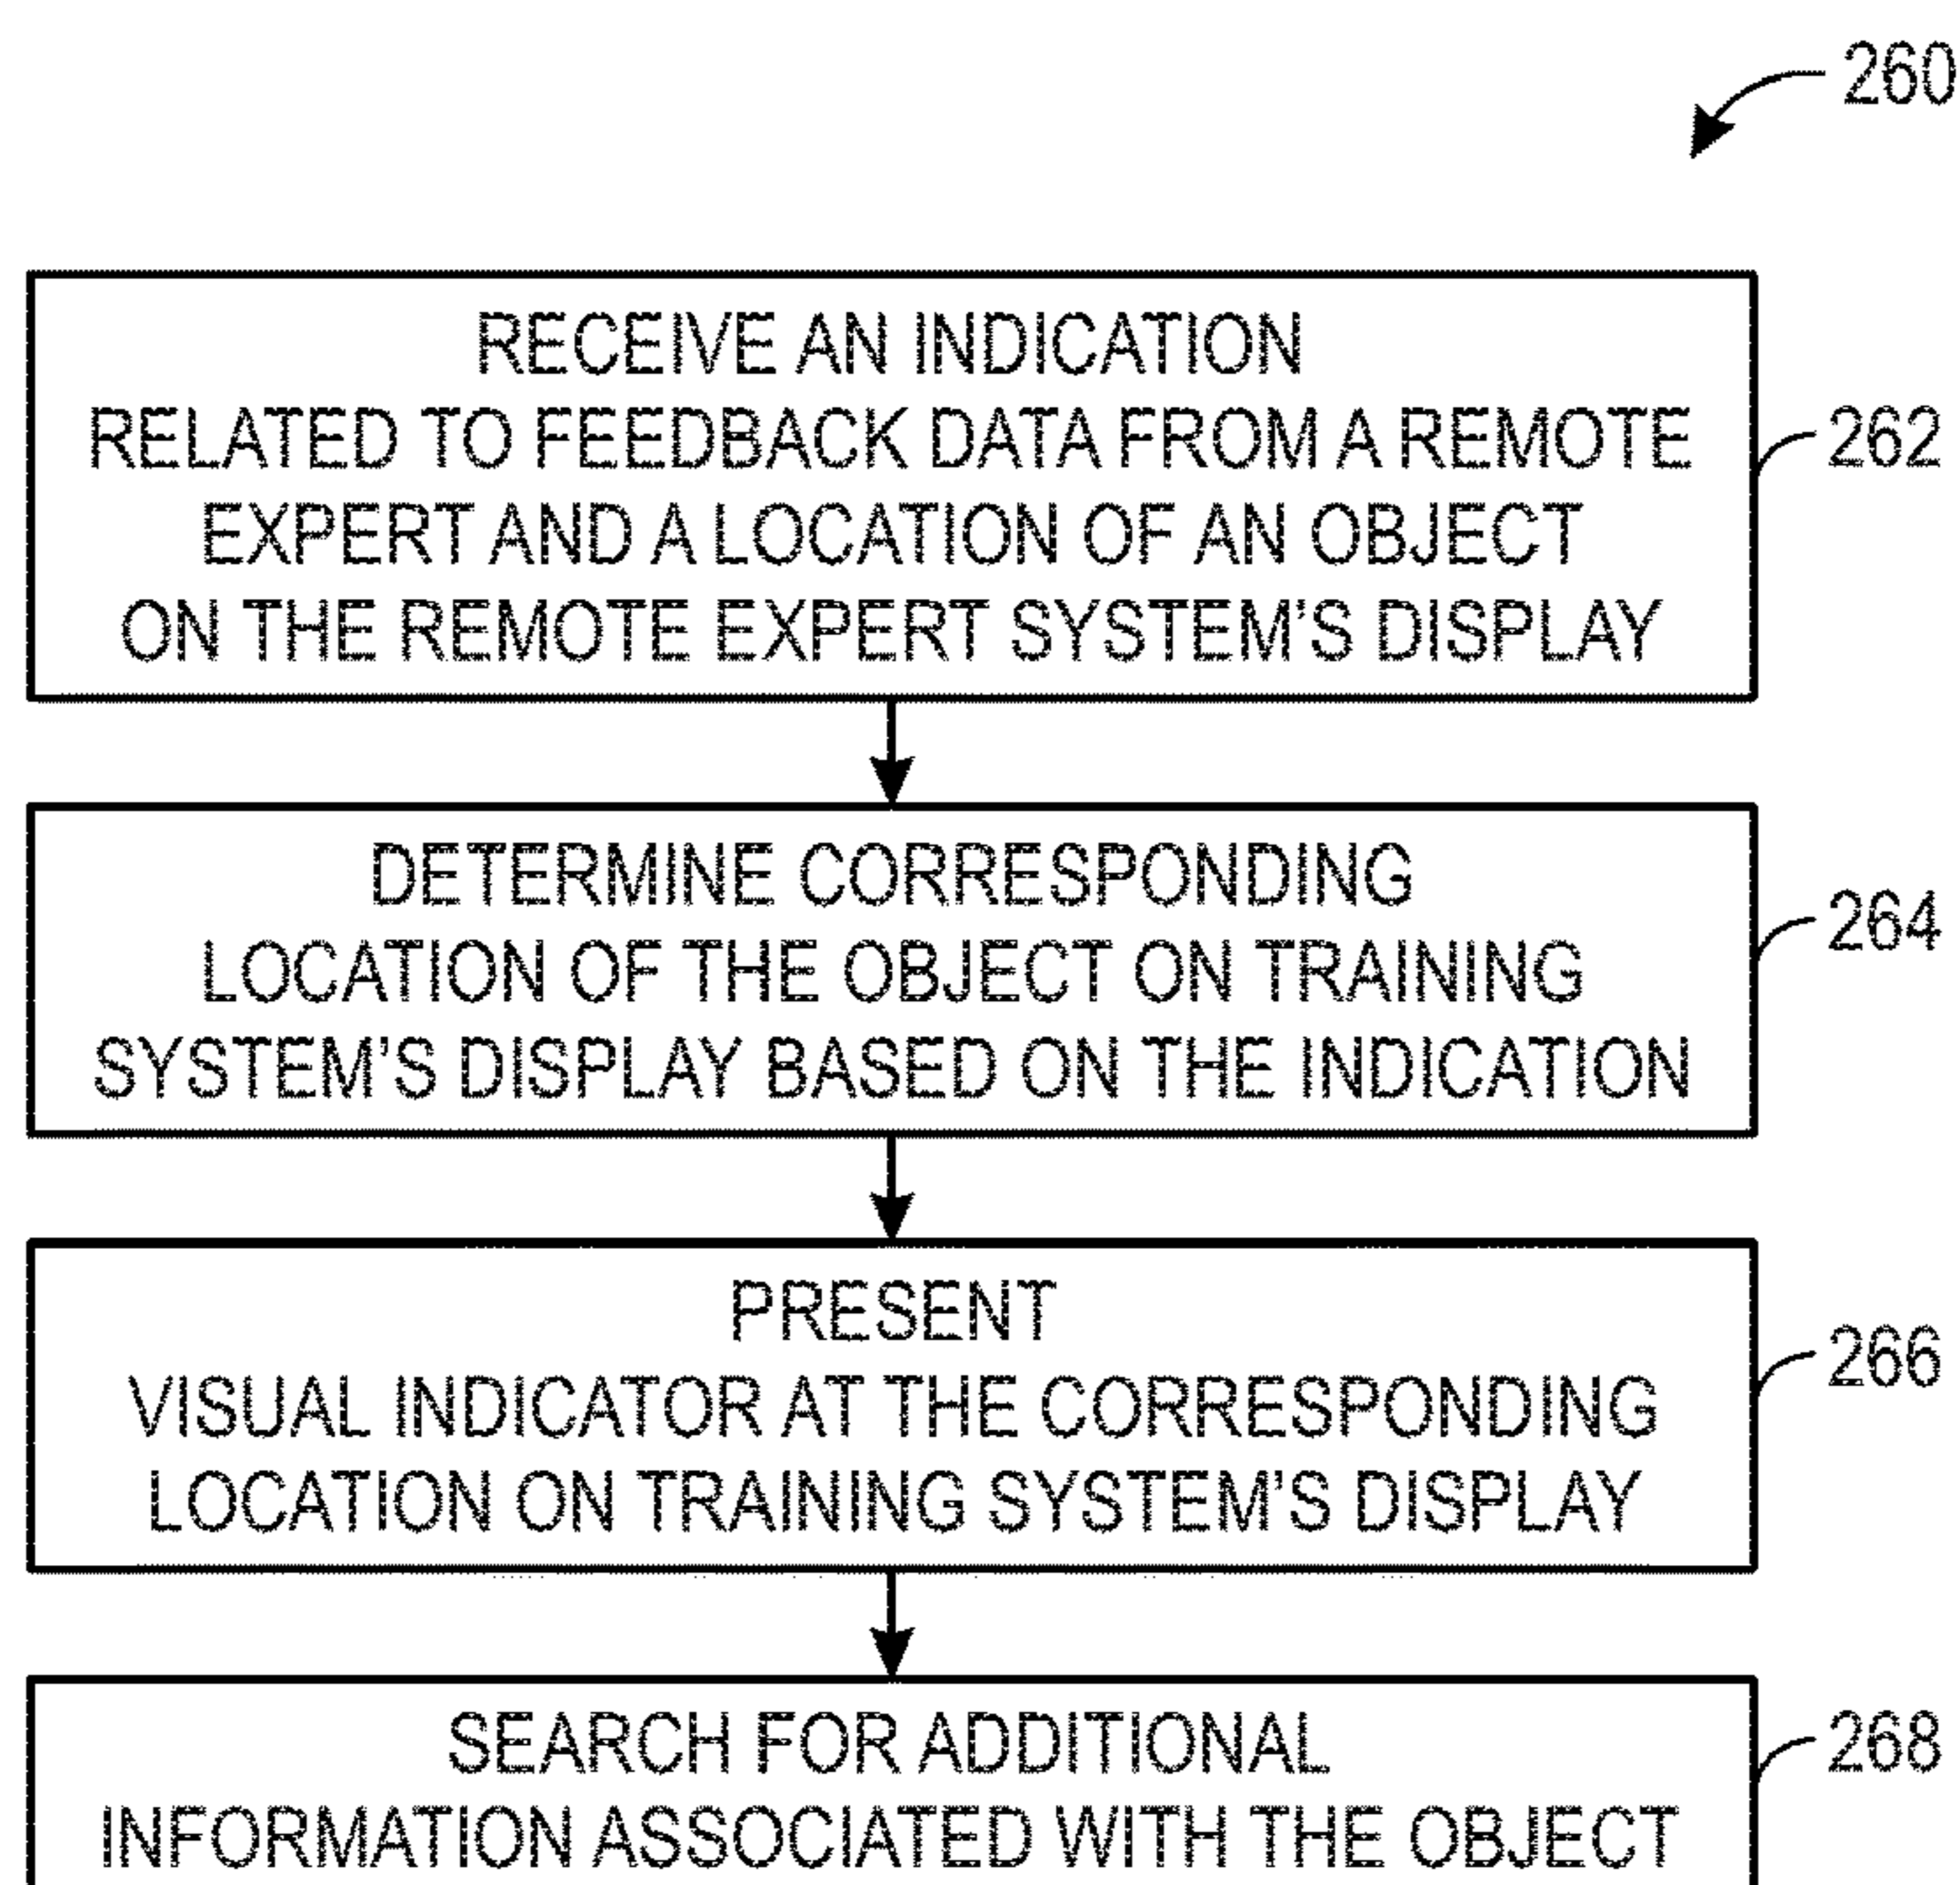 260
RECEIVE AN INDICATION
RELATED TO FEEDBACK DATA FROM A REMOTE
EXPERT AND A LOCATION OF AN OBJECT
ON THE REMOTE EXPERT SYSTEM'S DISPLAY
262
DETERMINE CORRESPONDING
LOCATION OF THE OBJECT ON TRAINING
SYSTEM'S DISPLAY BASED ON THE INDICATION
264
PRESENT
VISUAL INDICATOR AT THE CORRESPONDING
LOCATION ON TRAINING SYSTEM'S DISPLAY
266
SEARCH FOR ADDITIONAL
INFORMATION ASSOCIATED WITH THE OBJECT
268